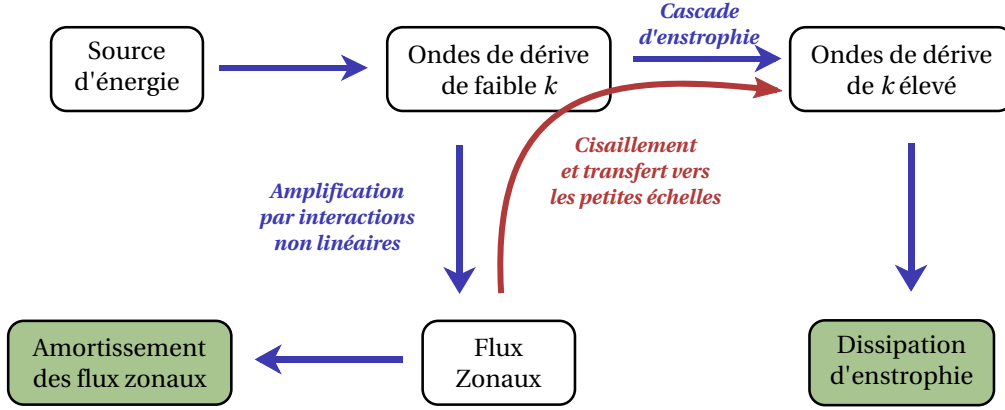 Source
d'énergie
Ondes de dérive
de faible k
Cascade
d'enstrophie
Ondes de dérive
de k élevé
Cisaillement
et transfert vers
les petites échelles
Amplification
par interactions
non linéaires
Amortissement
des flux zonaux
Flux
Zonaux
Dissipation
d'enstrophie